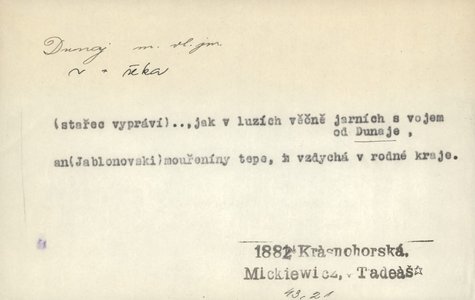 Dunaj m. vl. jm.
řeka
(stařec vypráví)..,jak v luzích věčně jarních s vojem
od Dunaje ,
an(Jablonovski)mouřeníny tepe, h vzdychá v rodné kraje.
1882 Krásnohorská,
Mickiewicz, Tadeáš
43,21